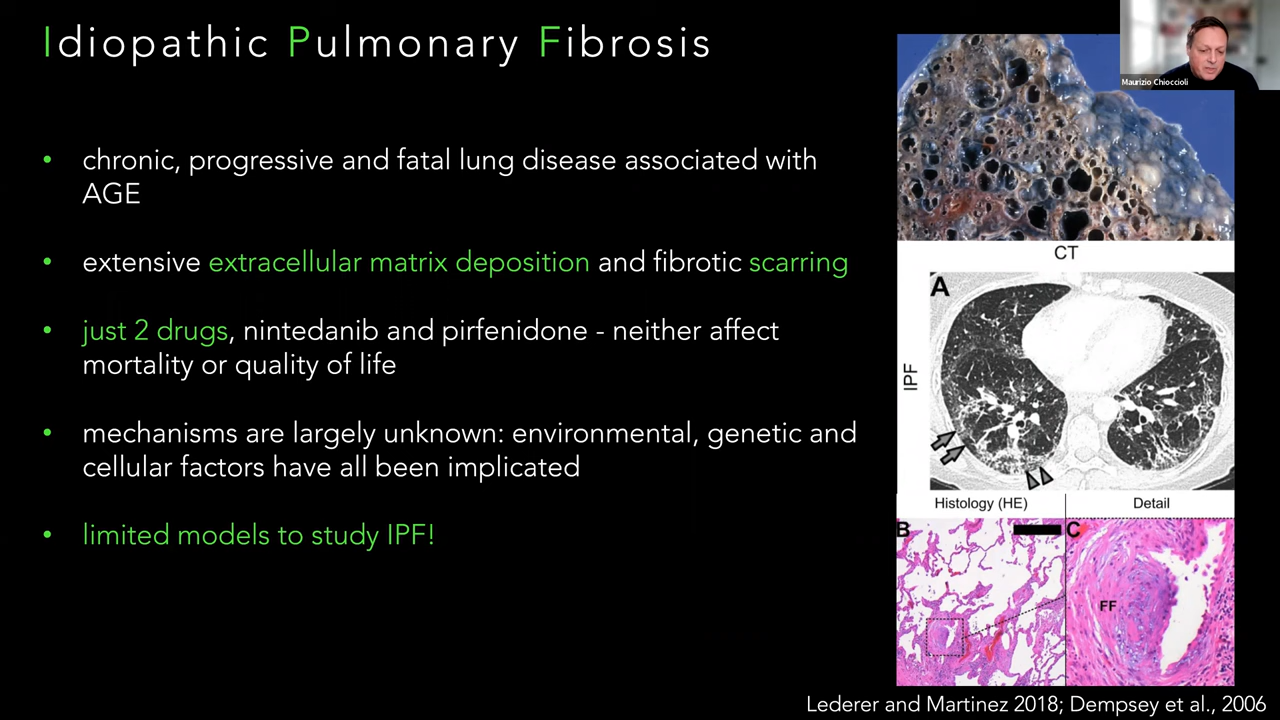 Idiopathic Pulmonary Fibrosis
Maurizio Chioccioli
• chronic, progressive and fatal lung disease associated with
AGE
• extensive extracellular matrix deposition and fibrotic scarring
• just 2 drugs, nintedanib and pirfenidone - neither affect
mortality or quality of life
• mechanisms are largely unknown: environmental, genetic and
cellular factors have all been implicated
• limited models to study IPF!
CT
A
IPF
Histology (HE)
Detail
B
C
FF
Lederer and Martinez 2018; Dempsey et al., 2006